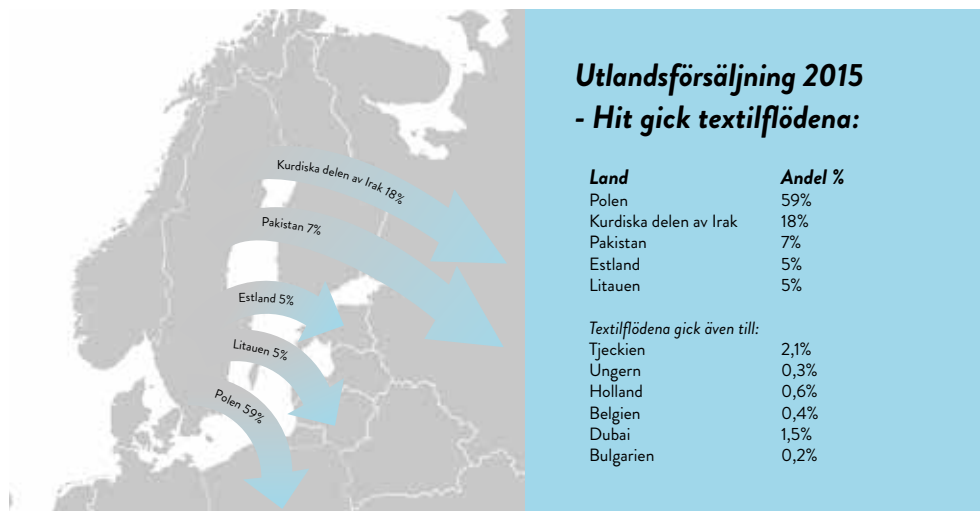 Kurdiska delen av Irak 18%
Pakistan 7%
Estland 5%
Litauen 5%
Polen 59%
Utlandsförsäljning 2015
- Hit gick textilflödena:
Land Andel %
Polen 59%
Kurdiska delen av Irak 18%
Pakistan 7%
Estland 5%
Litauen 5%
Textilflödena gick även till:
Tjeckien 2,1%
Ungern 0,3%
Holland 0,6%
Belgien 0,4%
Dubai 1,5%
Bulgarien 0,2%